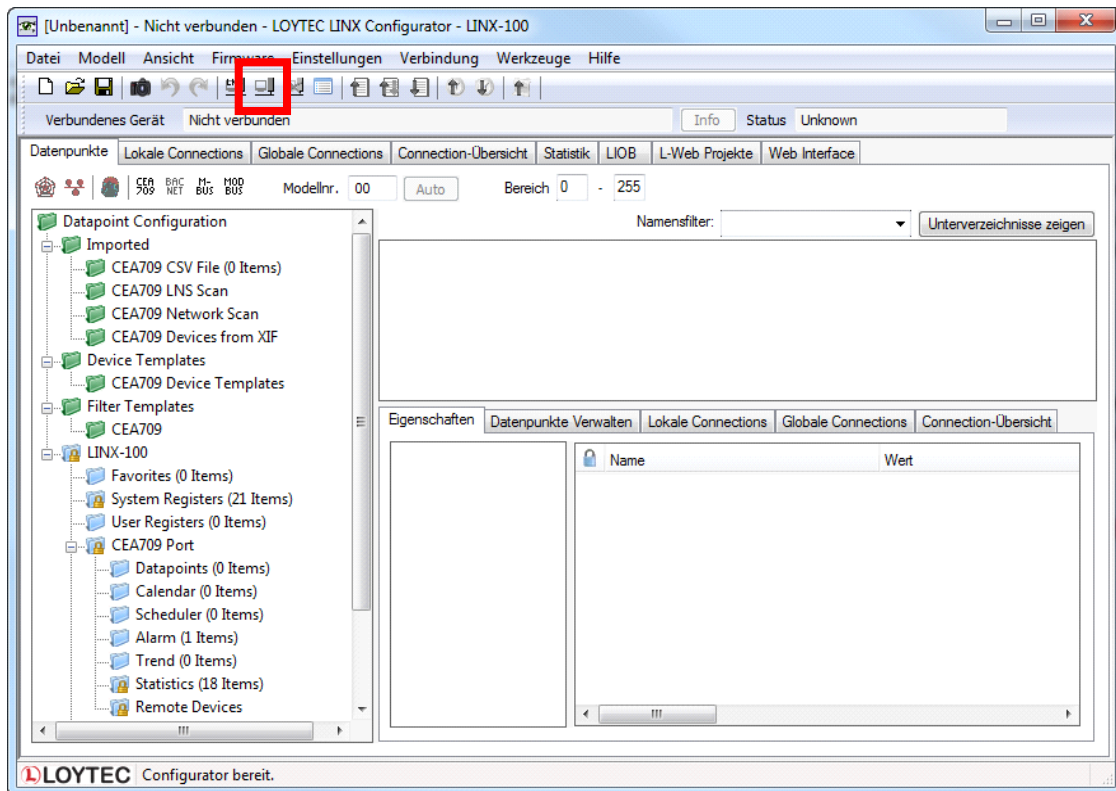 [Unbenannt] - Nicht verbunden - LOYTEC LINX Configurator - LINX-100
Datei Modell Ansicht Firmware Einstellungen Verbindung Werkzeuge Hilfe
Verbundenes Gerät Nicht verbunden Info Status Unknown
Datenpunkte Lokale Connections Globale Connections Connection-Übersicht Statistik LIOB L-Web Projekte Web Interface
CEA 709 BAC NET M-BUS MOD BUS Modellnr. 00 Auto Bereich 0 - 255
Namensfilter: Unterverzeichnisse zeigen
Datapoint Configuration
Imported
CEA709 CSV File (0 Items)
CEA709 LNS Scan
CEA709 Network Scan
CEA709 Devices from XIF
Device Templates
CEA709 Device Templates
Filter Templates
CEA709
LINX-100
Favorites (0 Items)
System Registers (21 Items)
User Registers (0 Items)
CEA709 Port
Datapoints (0 Items)
Calendar (0 Items)
Scheduler (0 Items)
Alarm (1 Items)
Trend (0 Items)
Statistics (18 Items)
Remote Devices
Eigenschaften Datenpunkte Verwalten Lokale Connections Globale Connections Connection-Übersicht
Name Wert
LOYTEC Configurator bereit.